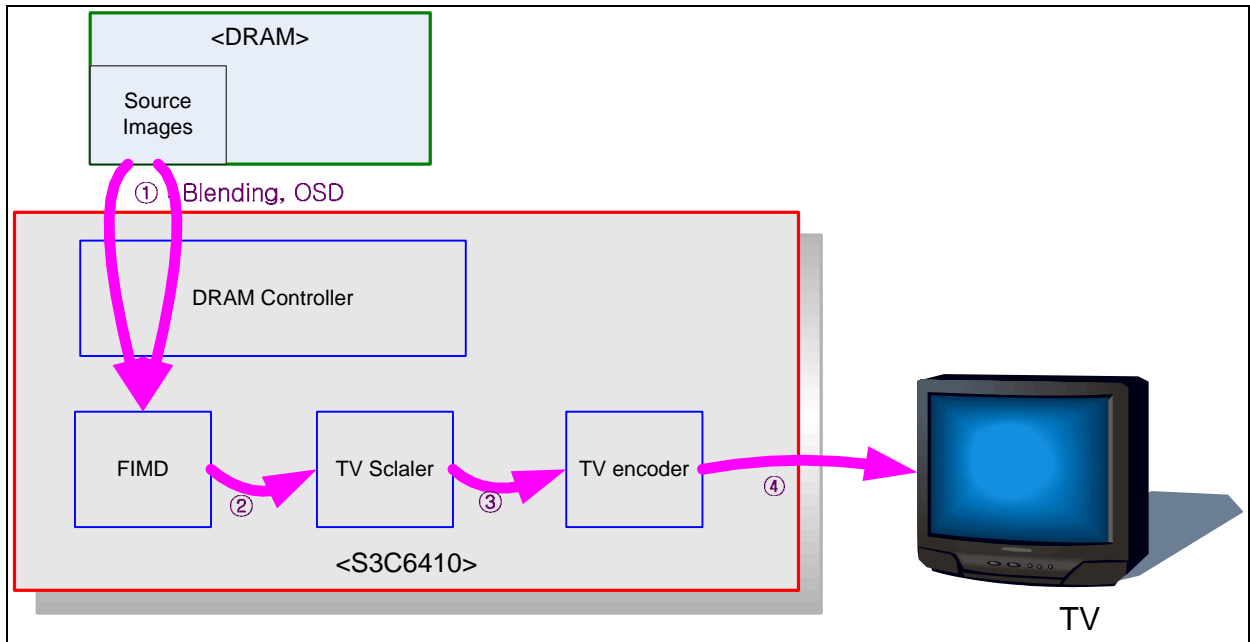 <DRAM>
Source
Images
① : Blending, OSD
DRAM Controller
FIMD
TV Sclaler
TV encoder
②
③
④
<S3C6410>
TV